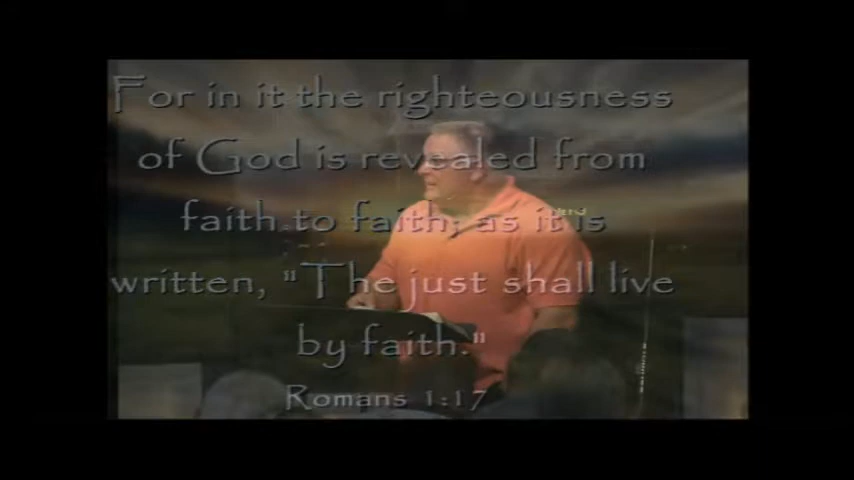 For in it the righteousness
of God is revealed from
faith to faith; as it is
written, "The just shall live
by faith."
Romans 1:17